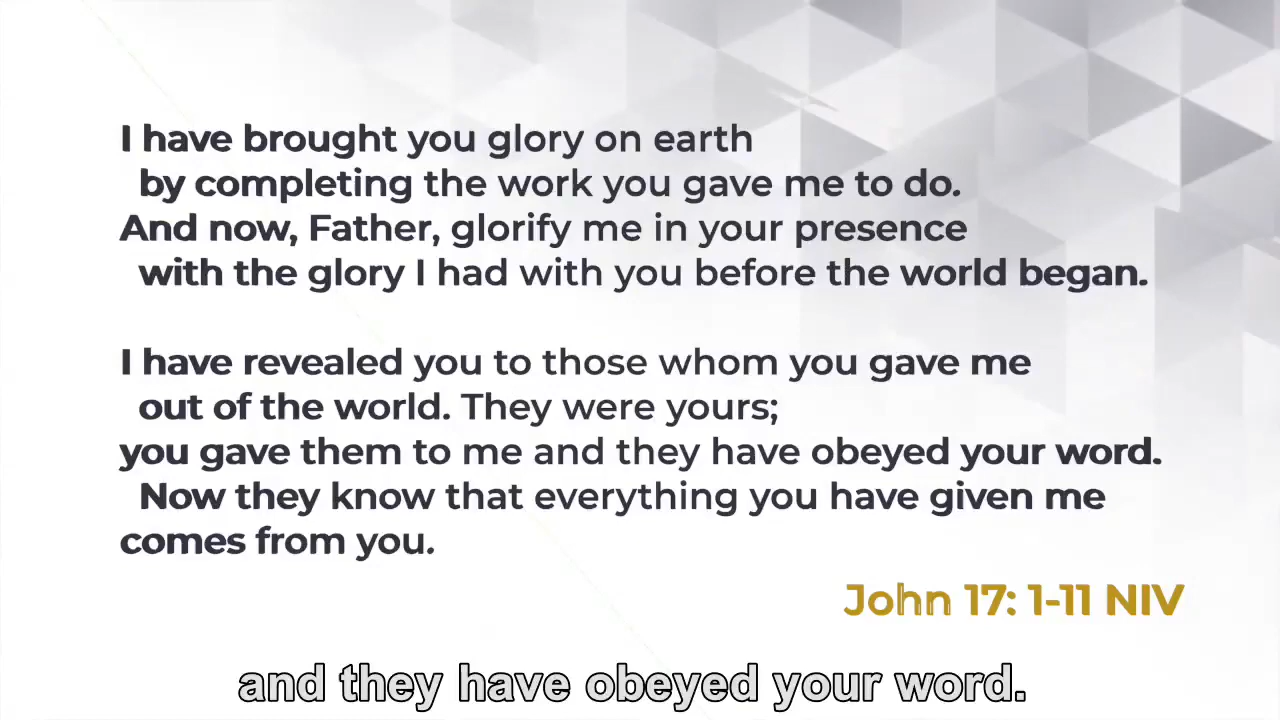 I have brought you glory on earth
by completing the work you gave me to do.
And now, Father, glorify me in your presence
with the glory I had with you before the world began.
I have revealed you to those whom you gave me
out of the world. They were yours;
you gave them to me and they have obeyed your word.
Now they know that everything you have given me
comes from you.
John 17: 1-11 NIV
and they have obeyed your word.